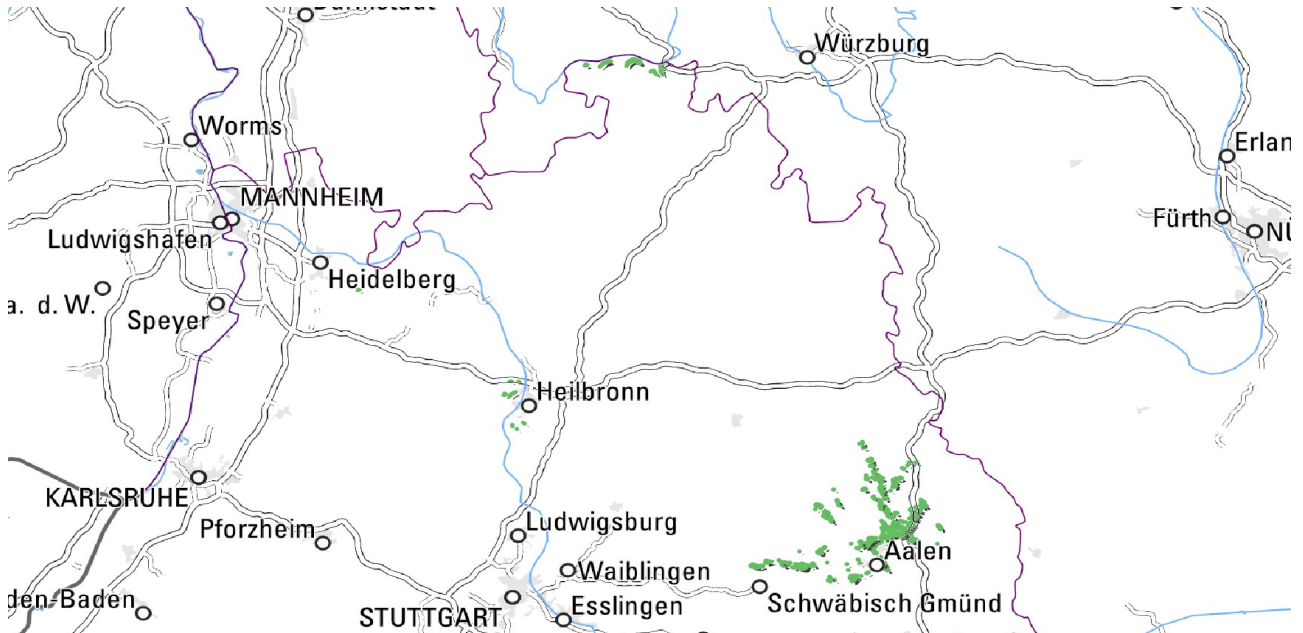 Würzburg
Worms
Erlan
MANNHEIM
Ludwigshafen
Fürth
NÜ
Heidelberg
a. d. W.
Speyer
Heilbronn
KARLSRUHE
Pforzheim
Ludwigsburg
Aalen
Waiblingen
den-Baden
STUTTGART
Esslingen
Schwäbisch Gmünd